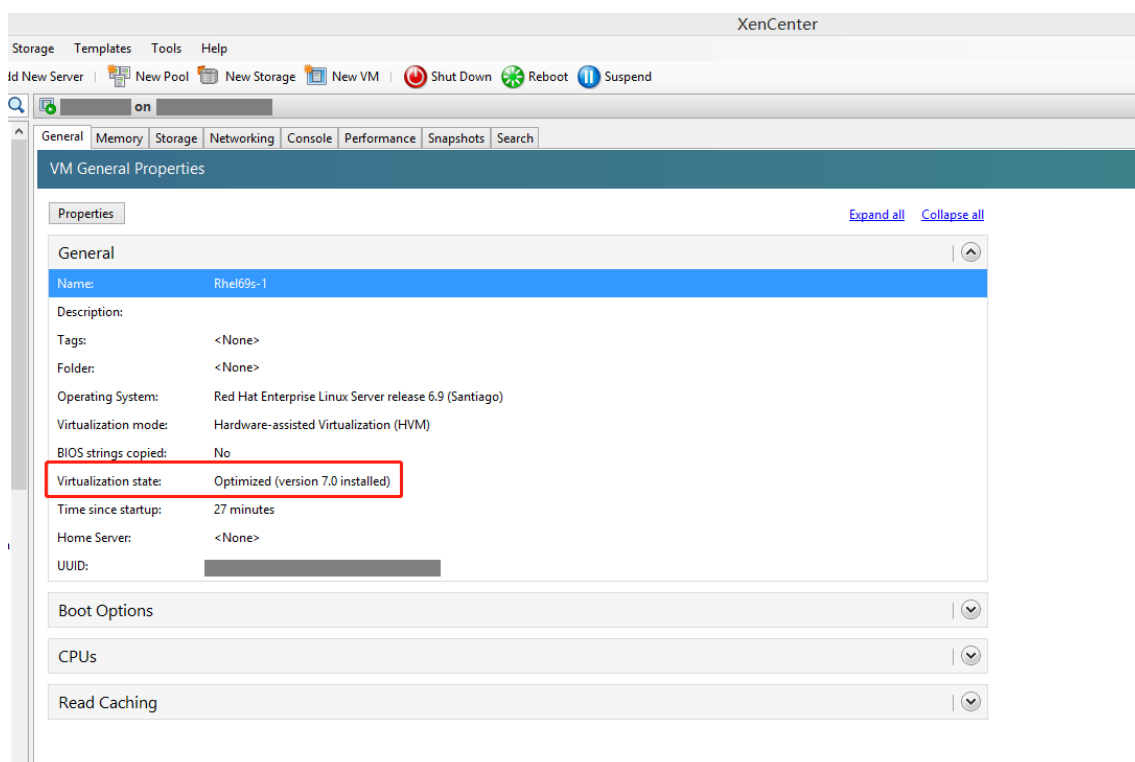 XenCenter
Storage Templates Tools Help
New Server New Pool New Storage New VM Shut Down Reboot Suspend
on
General Memory Storage Networking Console Performance Snapshots Search
VM General Properties
Properties Expand all Collapse all
General
Name: Rhel69s-1
Description:
Tags: <None>
Folder: <None>
Operating System: Red Hat Enterprise Linux Server release 6.9 (Santiago)
Virtualization mode: Hardware-assisted Virtualization (HVM)
BIOS strings copied: No
Virtualization state: Optimized (version 7.0 installed)
Time since startup: 27 minutes
Home Server: <None>
UUID:
Boot Options
CPUs
Read Caching